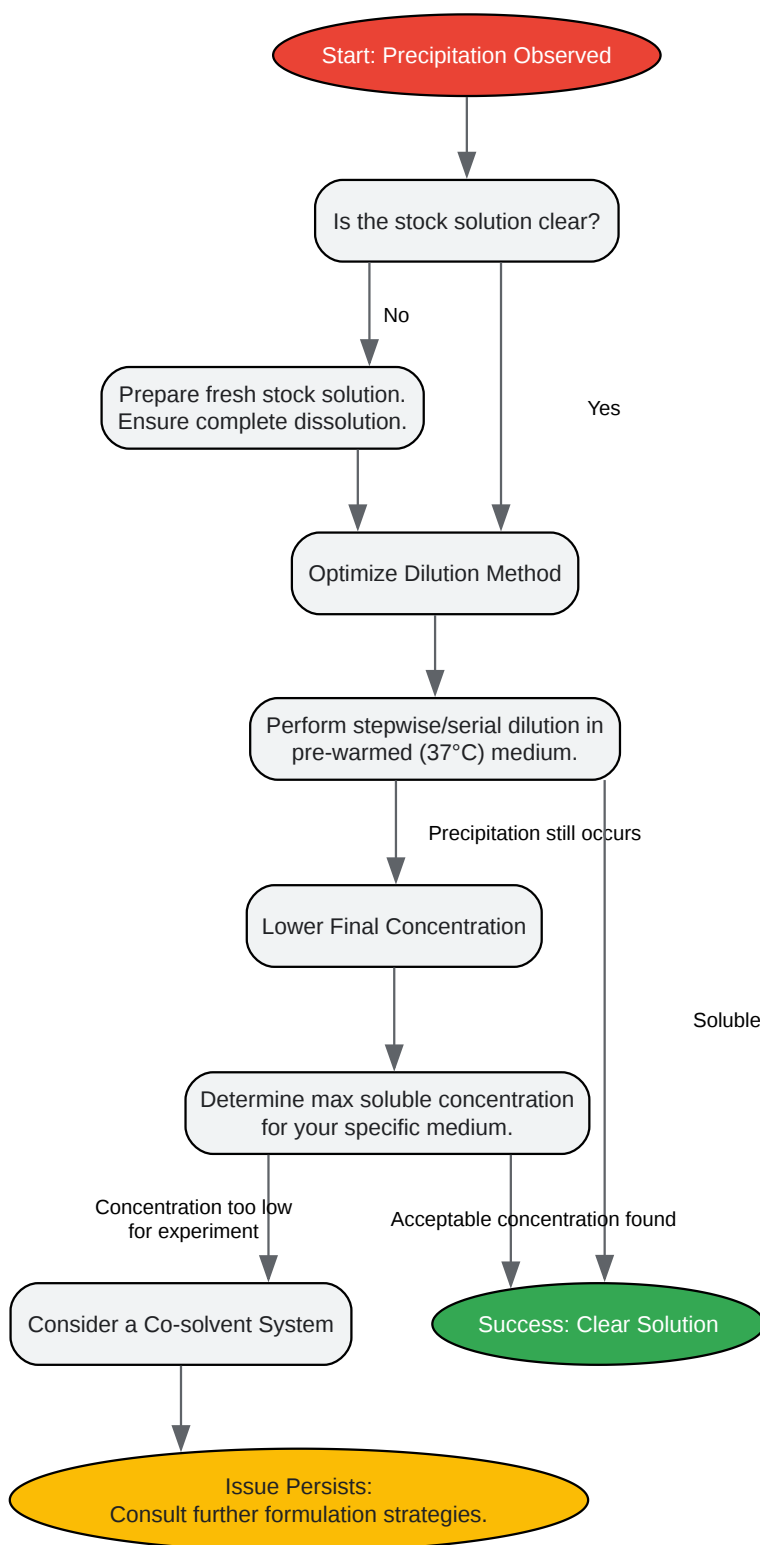 Start: Precipitation Observed
Is the stock solution clear?
No
Prepare fresh stock solution.
Ensure complete dissolution.
Yes
Optimize Dilution Method
Perform stepwise/serial dilution in
pre-warmed (37°C) medium.
Precipitation still occurs
Lower Final Concentration
Soluble
Determine max soluble concentration
for your specific medium.
Concentration too low
for experiment
Acceptable concentration found
Consider a Co-solvent System
Success: Clear Solution
Issue Persists:
Consult further formulation strategies.